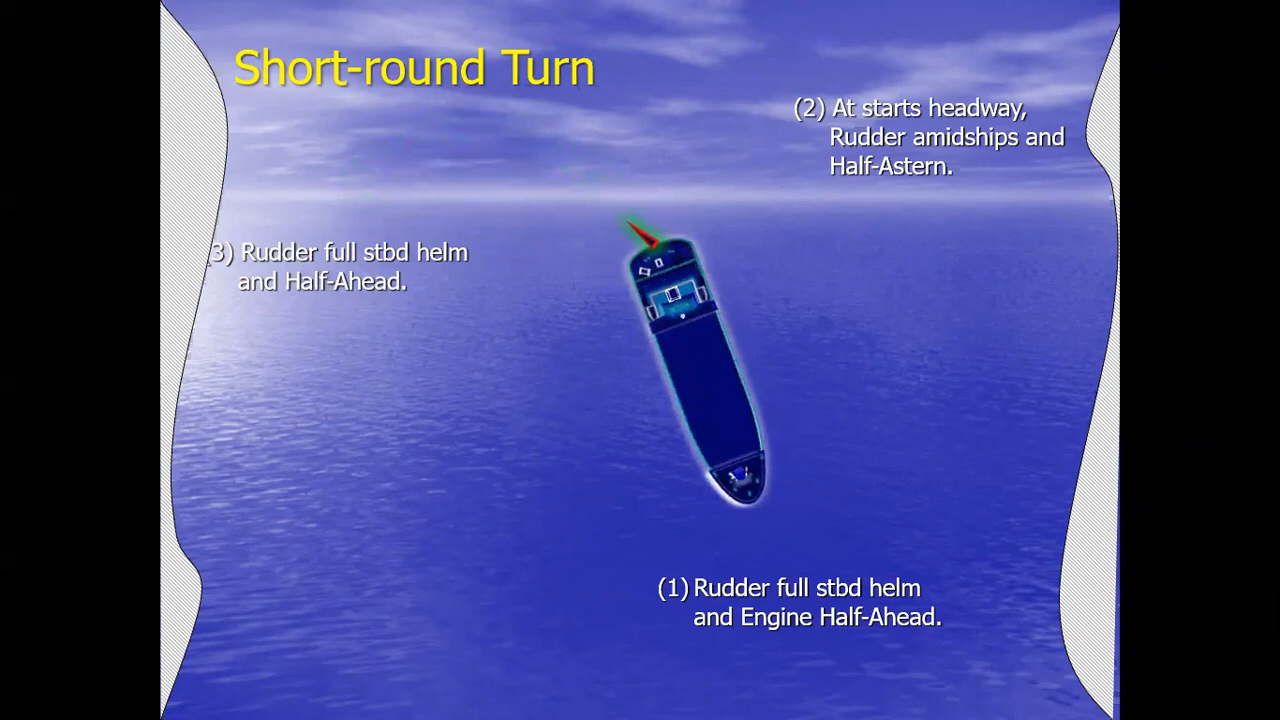 Short-round Turn
(2) At starts headway,
Rudder amidships and
Half-Astern.
3) Rudder full stbd helm
and Half-Ahead.
(1) Rudder full stbd helm
and Engine Half-Ahead.